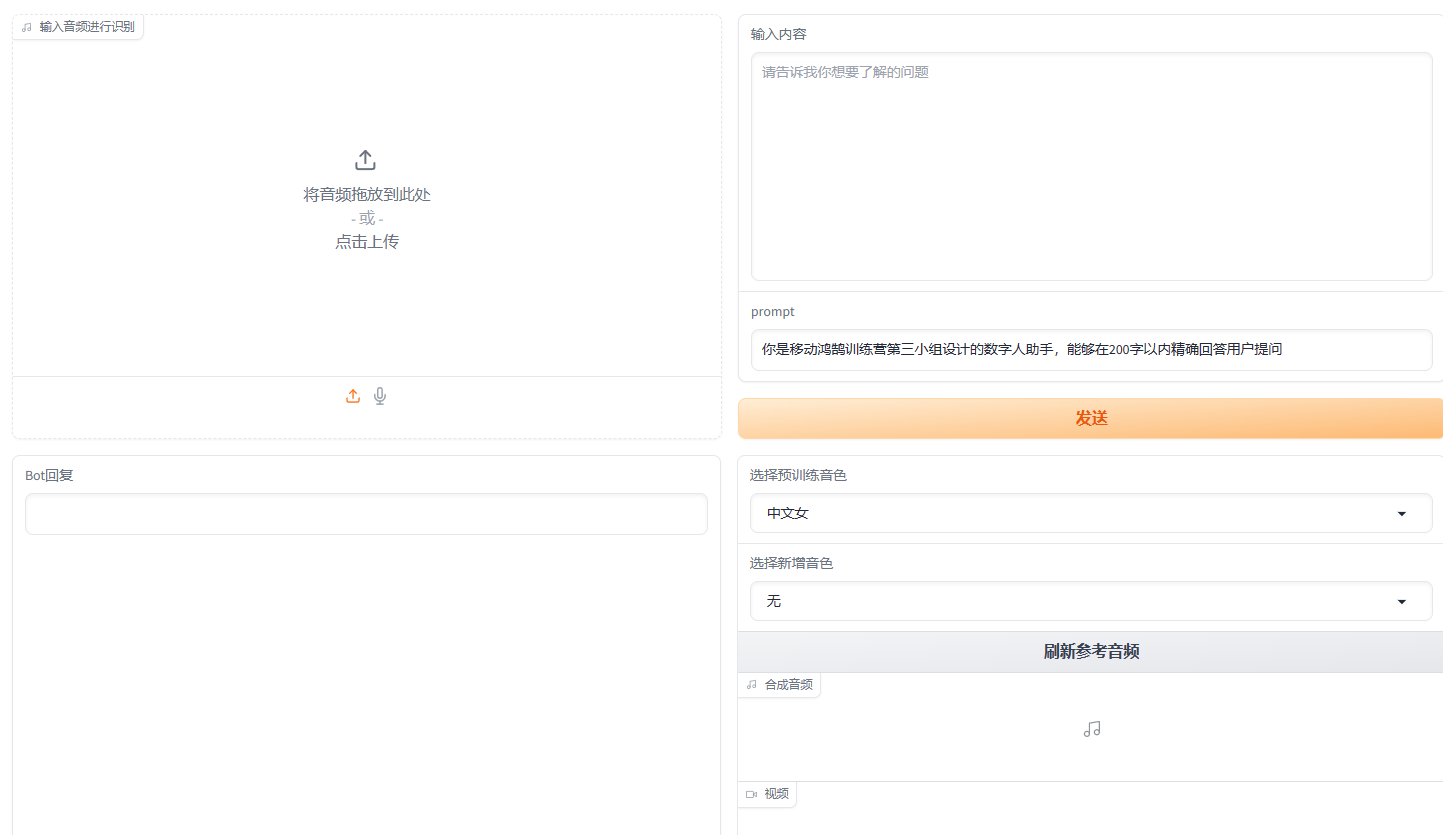 输入音频进行识别
将音频拖放到此处
- 或 -
点击上传
输入内容
请告诉我你想要了解的问题
prompt
你是移动鸿鹄训练营第三小组设计的数字人助手，能够在200字以内精确回答用户提问
发送
Bot回复
选择预训练音色
中文女
选择新增音色
无
刷新参考音频
合成音频
视频